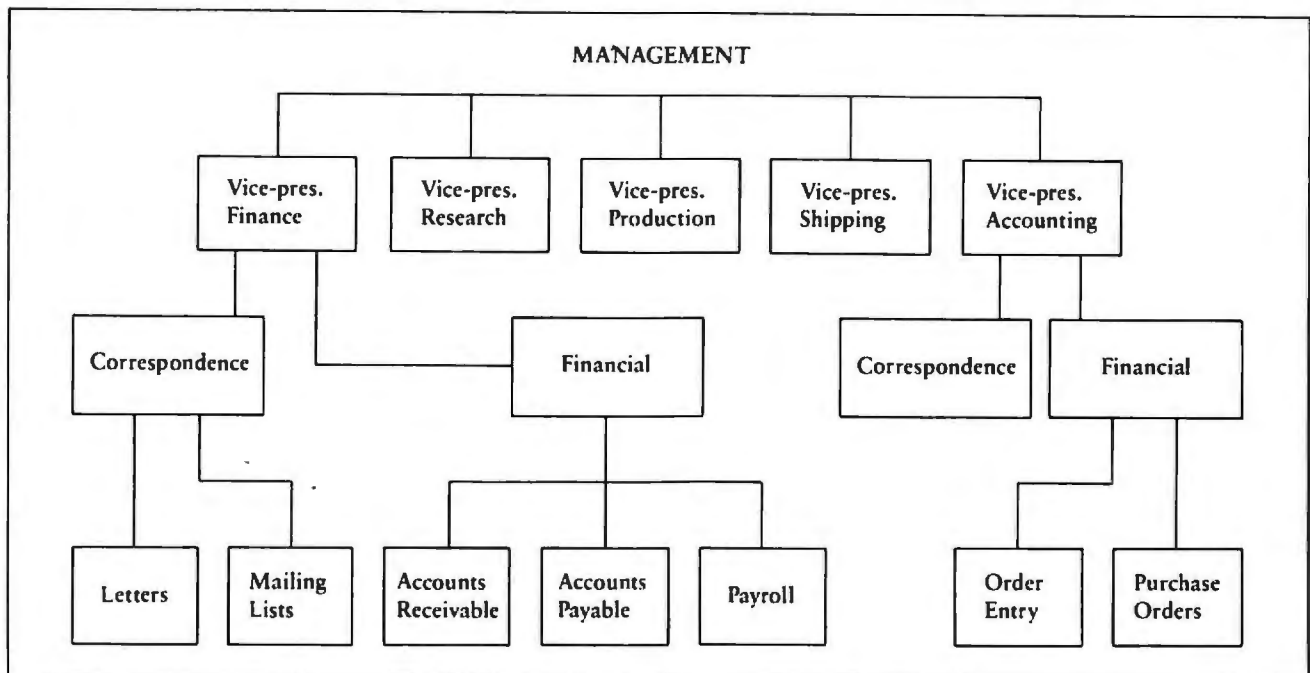 MANAGEMENT
Vice-pres.
Finance
Vice-pres.
Research
Vice-pres.
Production
Vice-pres.
Shipping
Vice-pres.
Accounting
Correspondence
Financial
Correspondence
Financial
Letters
Mailing
Lists
Accounts
Receivable
Accounts
Payable
Payroll
Order
Entry
Purchase
Orders